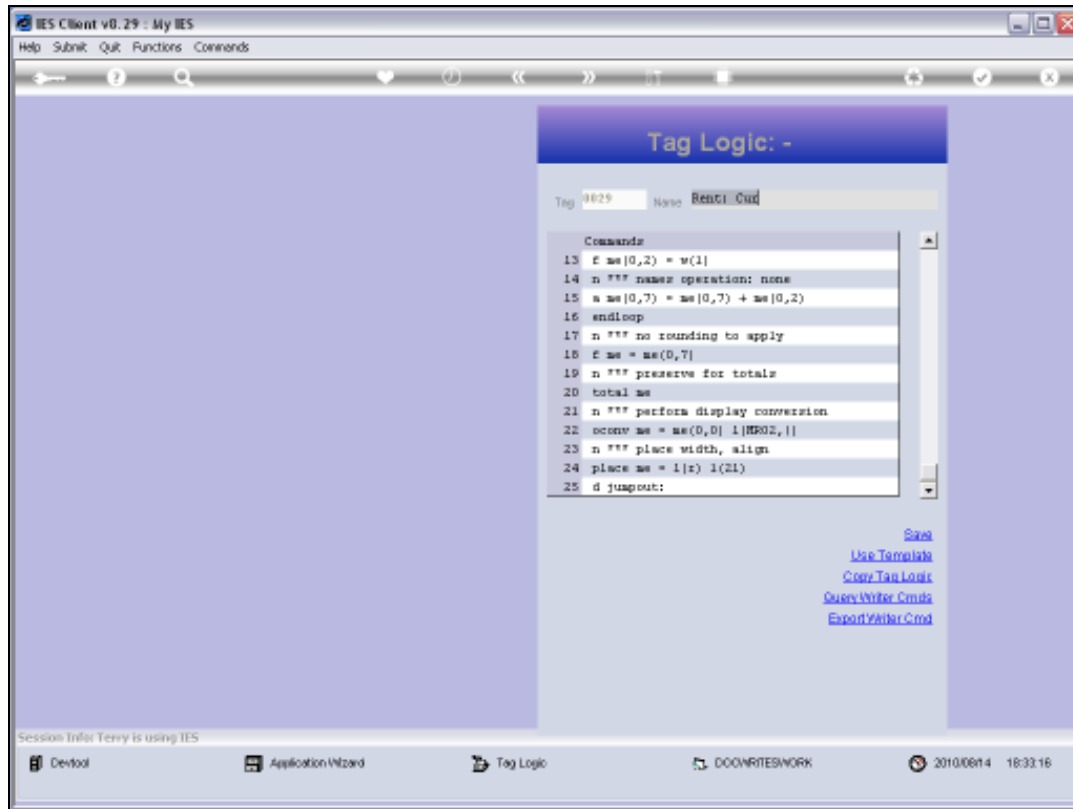 IES Client v8.29 : My IES
Help Submit Quit Functions Commands
Tag Logic: -
Tag 0029 Name Rent: Cur
Commands
13 f me|0,2) = w(1|
14 n *** names operation: none
15 a me|0,7) = me|0,7) + me|0,2)
16 endloop
17 n *** no rounding to apply
18 f me = me(0,7|
19 n *** preserve for totals
20 total me
21 n *** perform display conversion
22 oconv me = me(0,0| 1|MR02,||
23 n *** place width, align
24 place me = 1|r) 1(21)
25 d jumpout:
Save
Use Template
Copy Tag Logic
Query Writer Cmds
Export Writer Cmd
Session Info: Terry is using IES
Devtool Application Wizard Tag Logic DOCWRITESWORK 2010/08/14 18:33:16